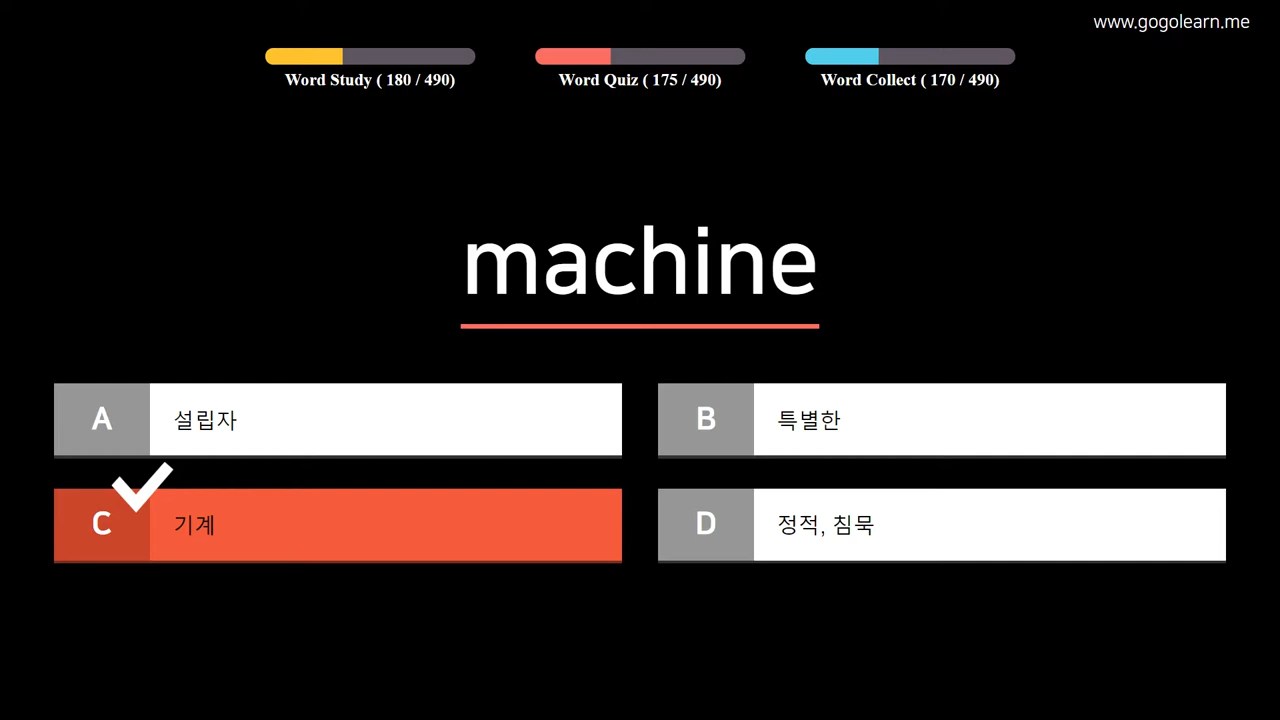 www.gogolearn.me
Word Study ( 180 / 490)
Word Quiz ( 175 / 490)
Word Collect ( 170 / 490)
machine
A 설립자
B 특별한
C 기계
D 정적, 침묵